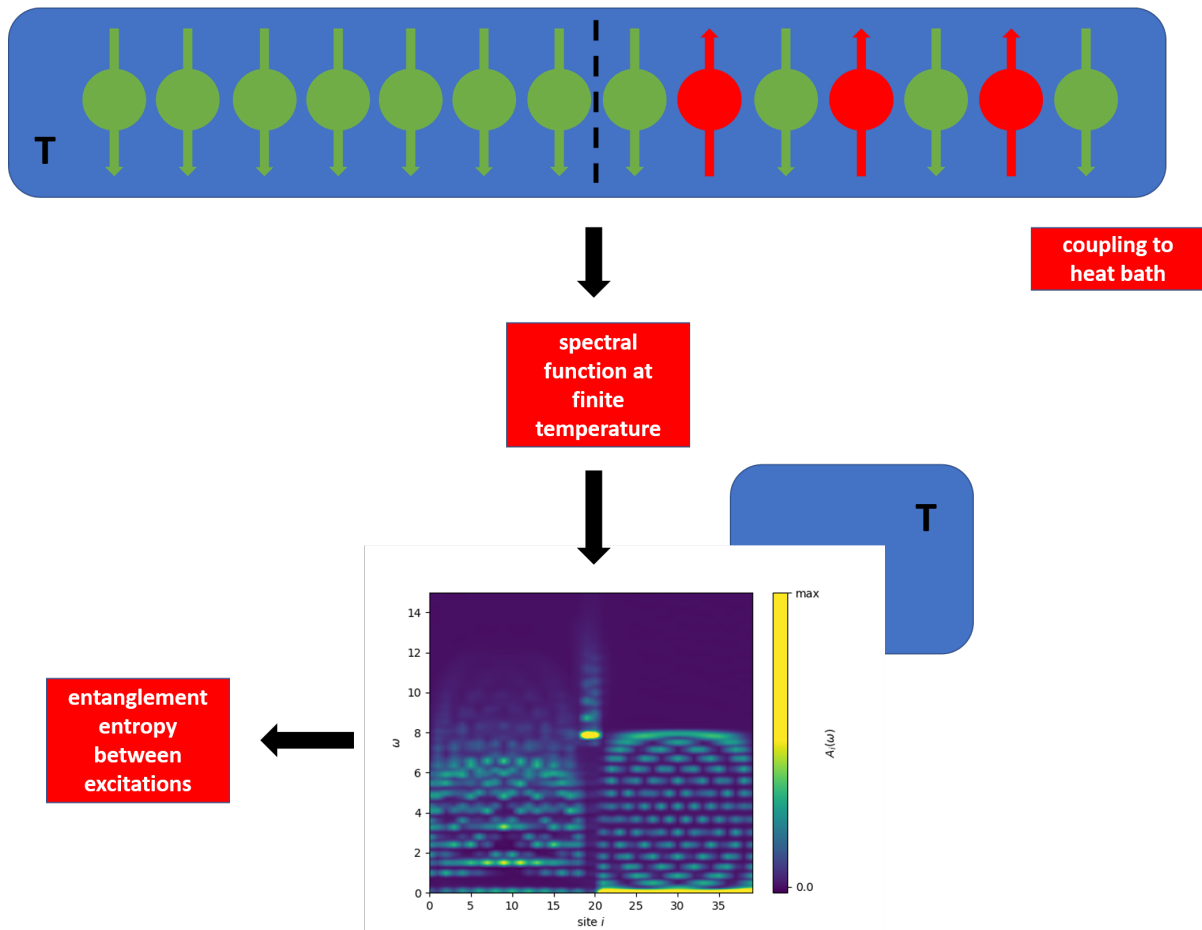 T
coupling to
heat bath
spectral
function at
finite
temperature
T
max
14
12
10
8
6
4
2
0
ω
0.0
A_i(ω)
0
5
10
15
20
25
30
35
site i
entanglement
entropy
between
excitations